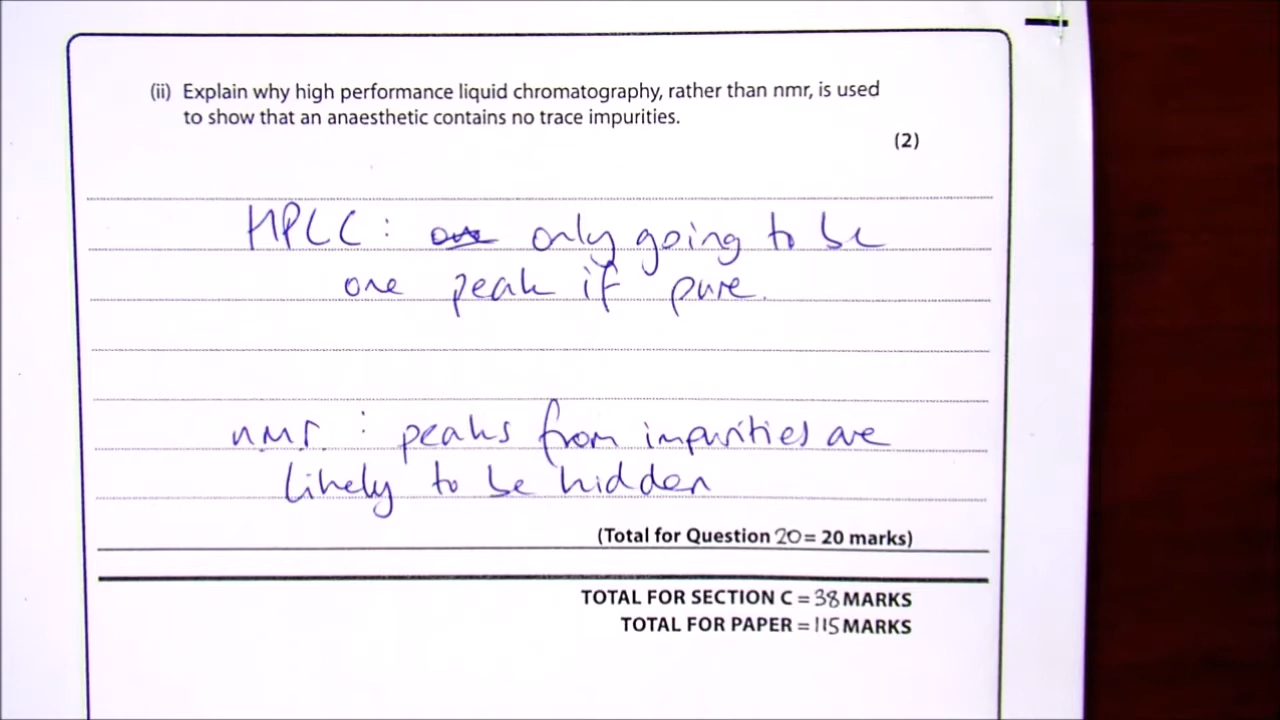 (ii) Explain why high performance liquid chromatography, rather than nmr, is used
to show that an anaesthetic contains no trace impurities.
(2)
HPLC : only going to be
one peak if pure.
nmr : peaks from impurities are
likely to be hidden
(Total for Question 20 = 20 marks)
TOTAL FOR SECTION C = 38 MARKS
TOTAL FOR PAPER = 115 MARKS